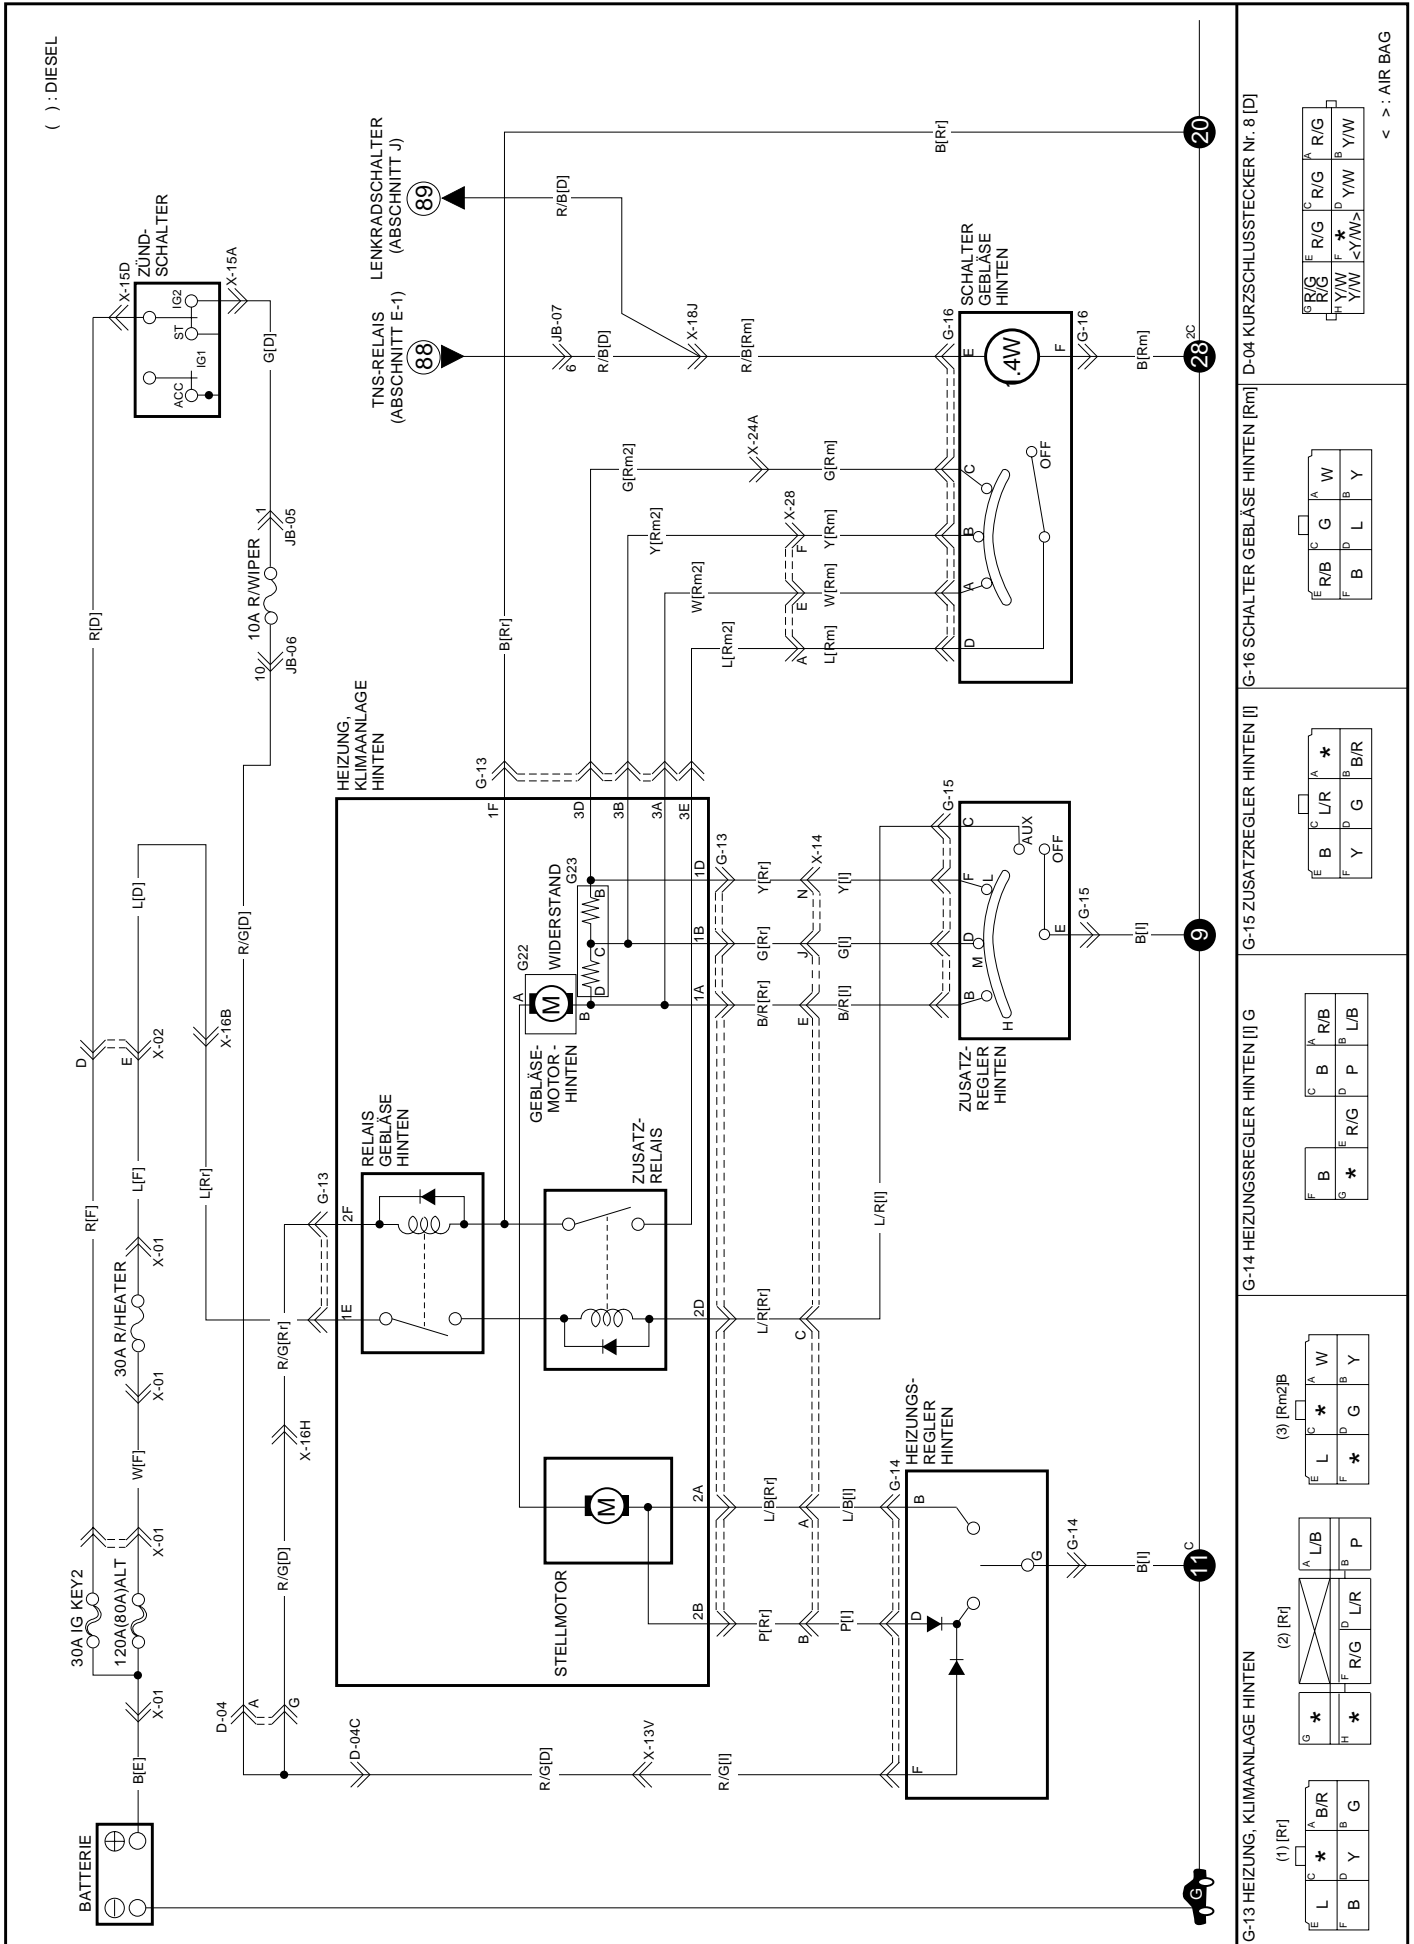 ( ) : DIESEL
BATTERIE
B[E]
X-01
30A IG KEY2
120A(80A)ALT
X-01
W[F]
X-01
30A R/HEATER
X-01
R[F]
L[F]
D
E
X-02
R[D]
L[D]
X-16B
L[Rr]
X-15D
ZÜND-
SCHALTER
ACC
IG1
ST
IG2
X-15A
G[D]
1
JB-05
10A R/WIPER
10
JB-06
R/G[D]
D-04
A
G
R/G[D]
X-16H
R/G[Rr]
G-13
1E
2F
D-04C
R/G[D]
X-13V
R/G[I]
HEIZUNG,
KLIMAANLAGE
HINTEN
RELAIS
GEBLÄSE
HINTEN
ZUSATZ-
RELAIS
STELLMOTOR
M
GEBLÄSE-
MOTOR -
HINTEN
G22
A
M
B
WIDERSTAND
G23
D
C
B
2B
2A
2D
1A
1B
1D
G-13
1F
3D
3B
3A
3E
G-13
P[Rr]
L/B[Rr]
L/R[Rr]
B/R[Rr]
G[Rr]
Y[Rr]
B
A
C
E
J
N
X-14
P[I]
L/B[I]
L/R[I]
B/R[I]
G[I]
Y[I]
G-14
HEIZUNGS-
REGLER
HINTEN
F
D
B
G
G-14
B[I]
11
C
ZUSATZ-
REGLER
HINTEN
G-15
B
D
F
C
H
M
L
AUX
OFF
E
G-15
B[I]
9
TNS-RELAIS
(ABSCHNITT E-1)
88
LENKRADSCHALTER
(ABSCHNITT J)
89
6
JB-07
R/B[D]
R/B[D]
X-18J
R/B[Rm]
B[Rr]
B[Rr]
20
G[Rm2]
X-24A
G[Rm]
Y[Rm2]
W[Rm2]
L[Rm2]
A
E
F
X-28
L[Rm]
W[Rm]
Y[Rm]
G-16
SCHALTER
GEBLÄSE
HINTEN
D
A
B
C
E
OFF
.4W
F
G-16
B[Rm]
28
2C
G
G-13 HEIZUNG, KLIMAANLAGE HINTEN
(1) [Rr]
E L C * A B/R
F B D Y B G
(2) [Rr]
G * A L/B
H * F R/G D L/R B P
(3) [Rm2]B
E L C * A W
F * D G B Y
G-14 HEIZUNGSREGLER HINTEN [I] G
F B C B A R/B
G * E R/G D P B L/B
G-15 ZUSATZREGLER HINTEN [I]
E B C L/R A *
F Y D G B B/R
G-16 SCHALTER GEBLÄSE HINTEN [Rm]
E R/B C G A W
F B D L B Y
D-04 KURZSCHLUSSTECKER Nr. 8 [D]
G R/G R/G E R/G C R/G A R/G
H Y/W Y/W F * <Y/W> D Y/W B Y/W
< > : AIR BAG